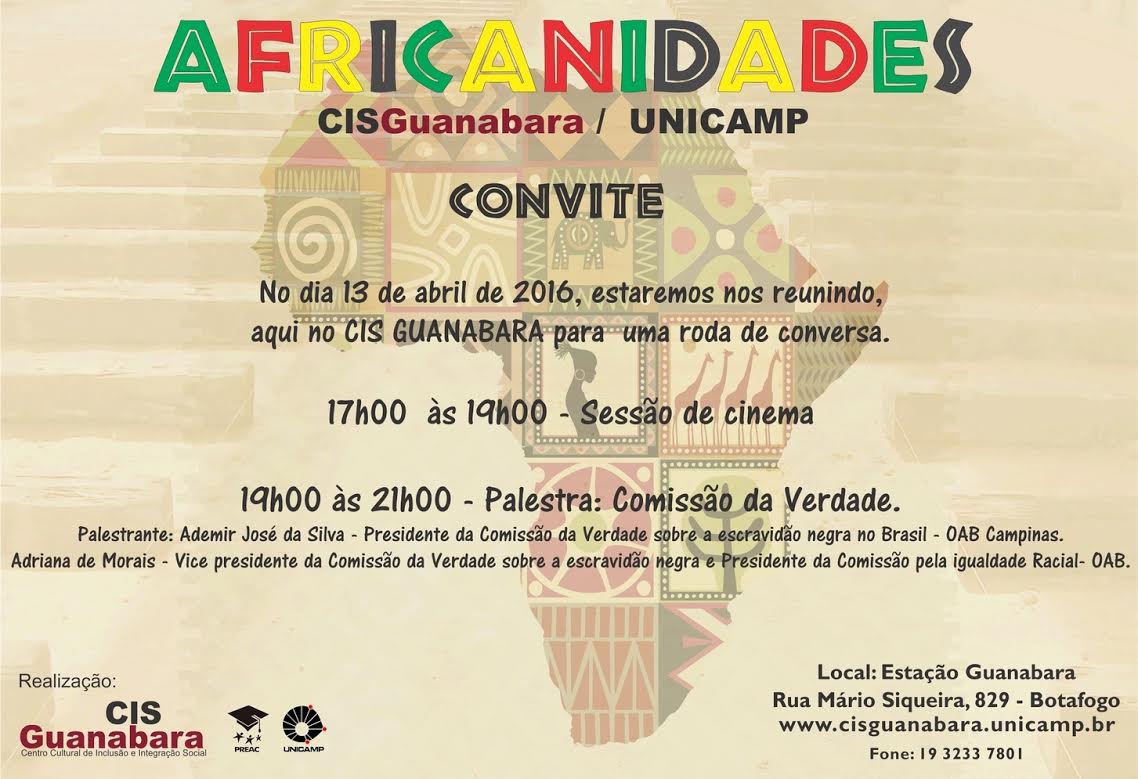 AFRICANIDADES
CISGuanabara / UNICAMP
CONVITE
No dia 13 de abril de 2016, estaremos nos reunindo,
aqui no CIS GUANABARA para uma roda de conversa.
17h00 às 19h00 - Sessão de cinema
19h00 às 21h00 - Palestra: Comissão da Verdade.
Palestrante: Ademir José da Silva - Presidente da Comissão da Verdade sobre a escravidão negra no Brasil - OAB Campinas.
Adriana de Morais - Vice presidente da Comissão da Verdade sobre a escravidão negra e Presidente da Comissão pela igualdade Racial- OAB.
Realização:
CIS
Guanabara
Centro Cultural de Inclusão e Integração Social
PREAC
UNICAMP
Local: Estação Guanabara
Rua Mário Siqueira, 829 - Botafogo
www.cisguanabara.unicamp.br
Fone: 19 3233 7801